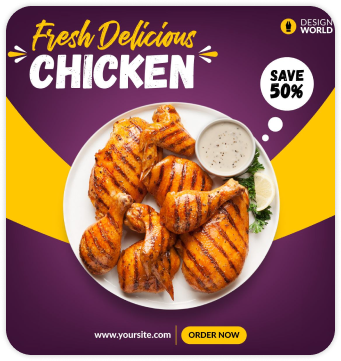 Fresh Delicious
CHICKEN
DESIGN
WORLD
SAVE
50%
www.yoursite.com
ORDER NOW